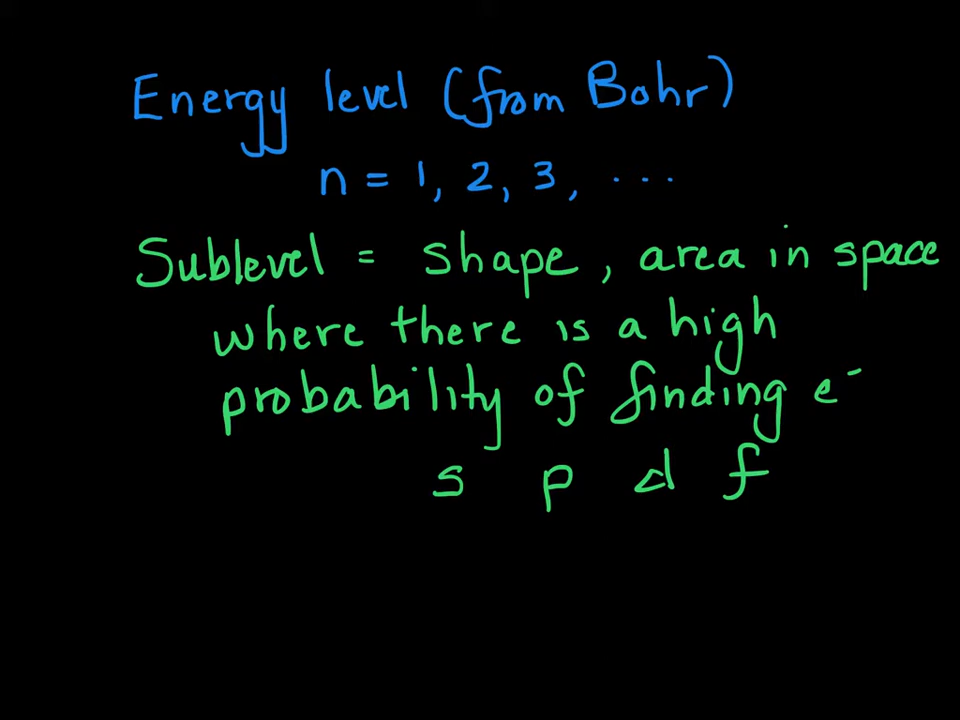 Energy level (from Bohr)
n = 1, 2, 3, ...
Sublevel = shape, area in space
where there is a high
probability of finding e⁻
s p d f